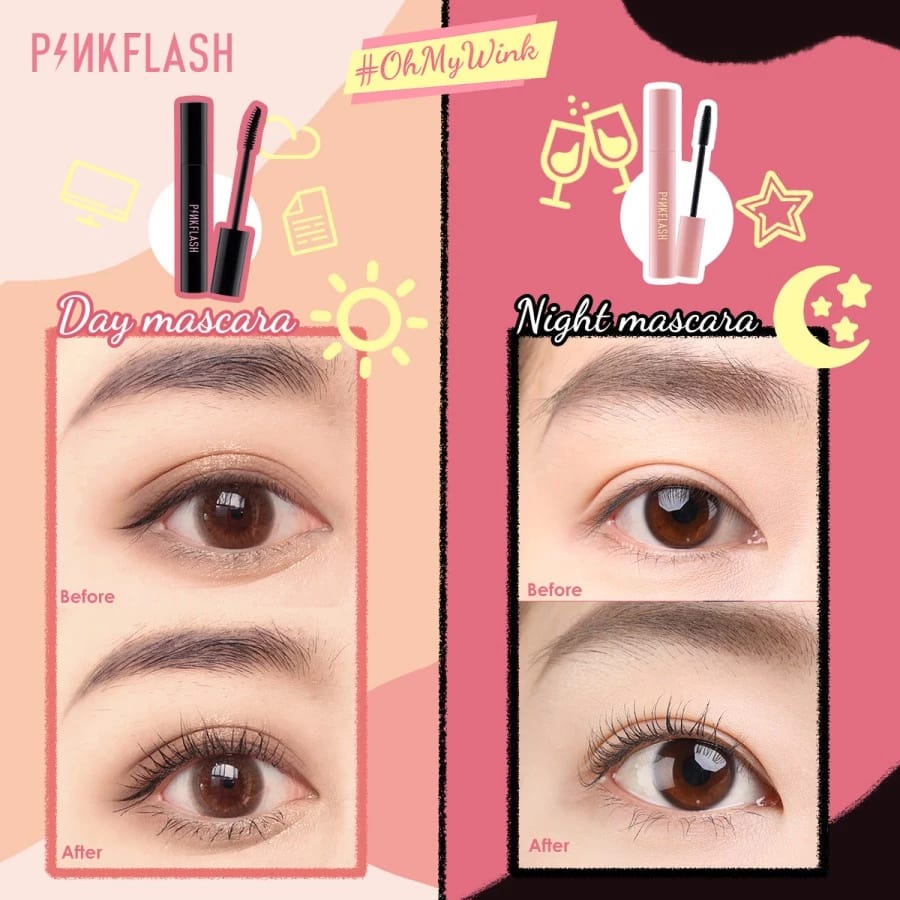 PINKFLASH
#OhMyWink
PINKFLASH
PINKFLASH
Day mascara
Night mascara
Before
Before
After
After